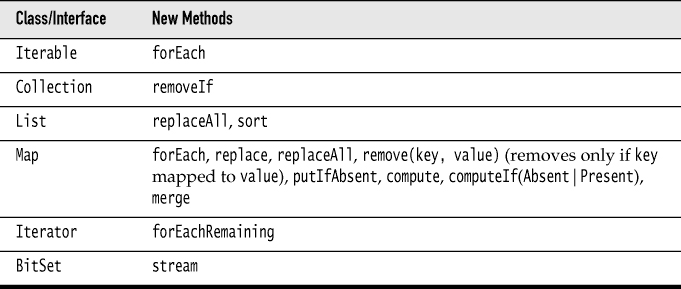 Class/Interface New Methods
Iterable forEach
Collection removeIf
List replaceAll, sort
Map forEach, replace, replaceAll, remove(key, value) (removes only if key
mapped to value), putIfAbsent, compute, computeIf(Absent|Present),
merge
Iterator forEachRemaining
BitSet stream